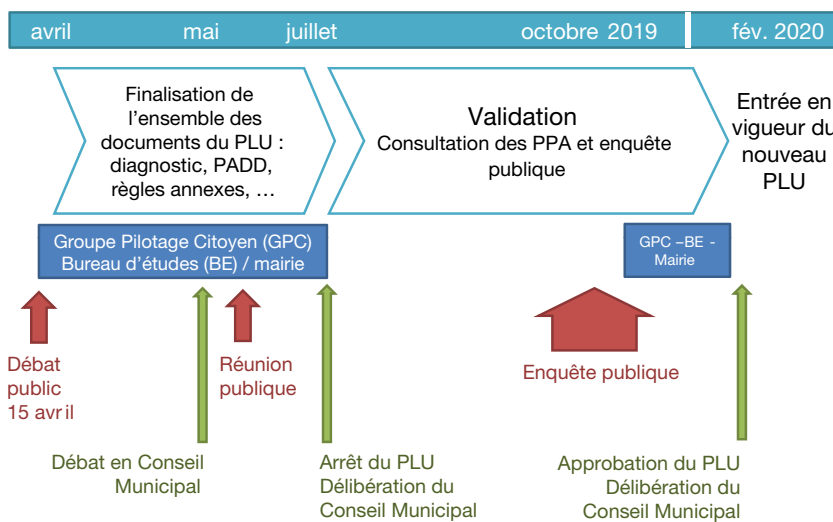 avril mai juillet octobre 2019 fév. 2020
Finalisation de
l'ensemble des
documents du PLU :
diagnostic, PADD,
règles annexes, …
Validation
Consultation des PPA et enquête
publique
Entrée en
vigueur du
nouveau
PLU
Groupe Pilotage Citoyen (GPC)
Bureau d'études (BE) / mairie
GPC –BE -
Mairie
Débat
public
15 avril
Réunion
publique
Enquête publique
Débat en Conseil
Municipal
Arrêt du PLU
Délibération du
Conseil Municipal
Approbation du PLU
Délibération du
Conseil Municipal